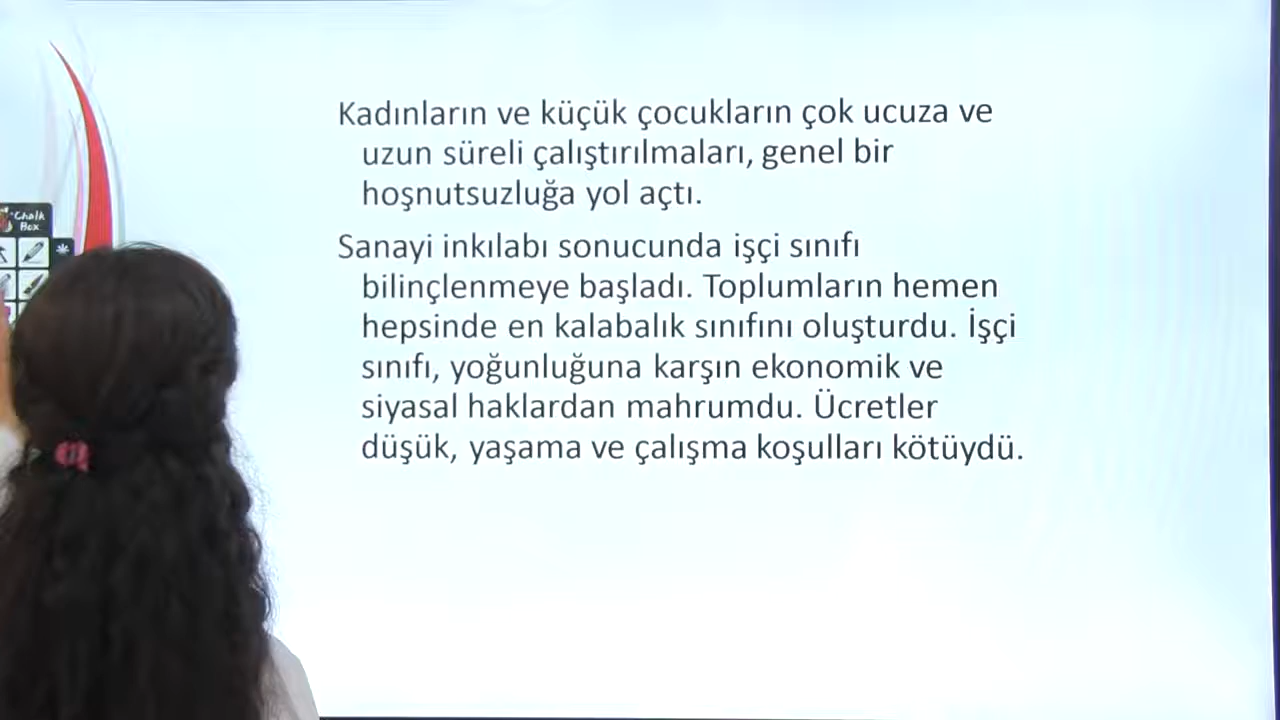 Chalk
Box
Kadınların ve küçük çocukların çok ucuza ve
uzun süreli çalıştırılmaları, genel bir
hoşnutsuzluğa yol açtı.
Sanayi inkılabı sonucunda işçi sınıfı
bilinçlenmeye başladı. Toplumların hemen
hepsinde en kalabalık sınıfını oluşturdu. İşçi
sınıfı, yoğunluğuna karşın ekonomik ve
siyasal haklardan mahrumdu. Ücretler
düşük, yaşama ve çalışma koşulları kötüydü.